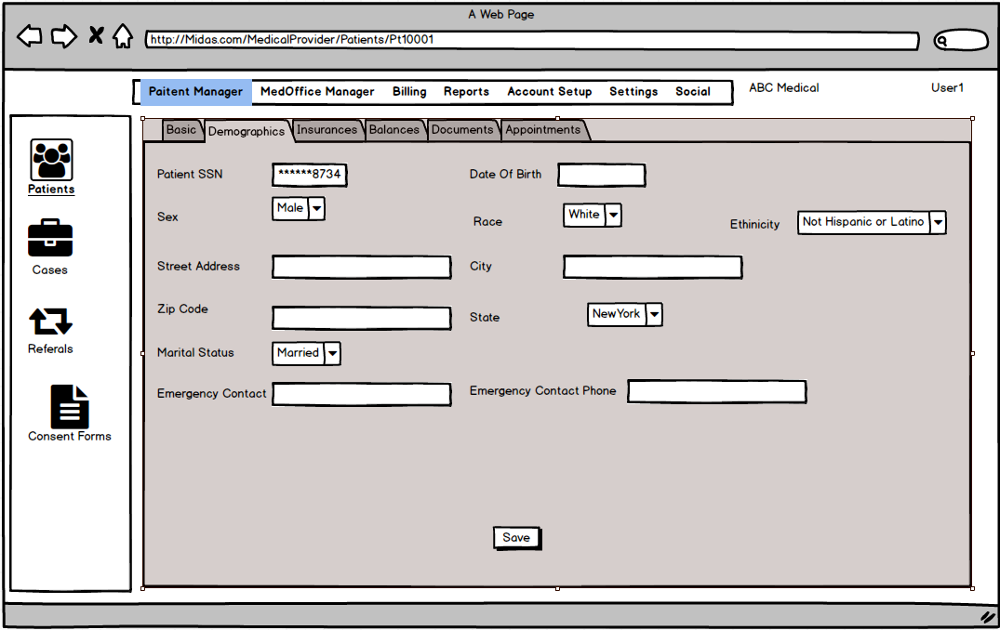 A Web Page
http://Midas.com/MedicalProvider/Patients/Pt10001
Paitent Manager MedOffice Manager Billing Reports Account Setup Settings Social
ABC Medical User1
Patients
Cases
Referals
Consent Forms
Basic Demographics Insurances Balances Documents Appointments
Patient SSN ******8734 Date Of Birth
Sex Male Race White Ethinicity Not Hispanic or Latino
Street Address City
Zip Code State NewYork
Marital Status Married
Emergency Contact Emergency Contact Phone
Save